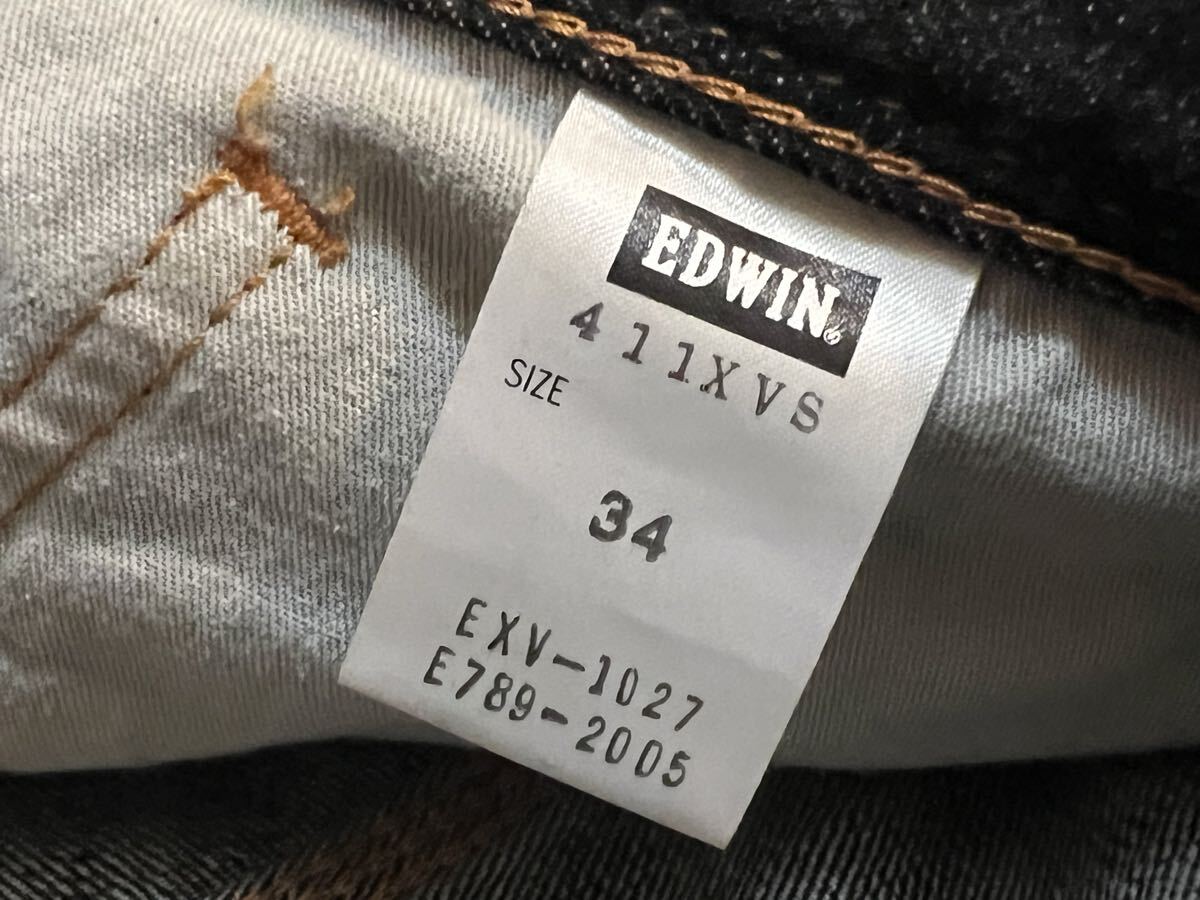 EDWIN®
411XVS
SIZE
34
EXV-1027
E789-2005